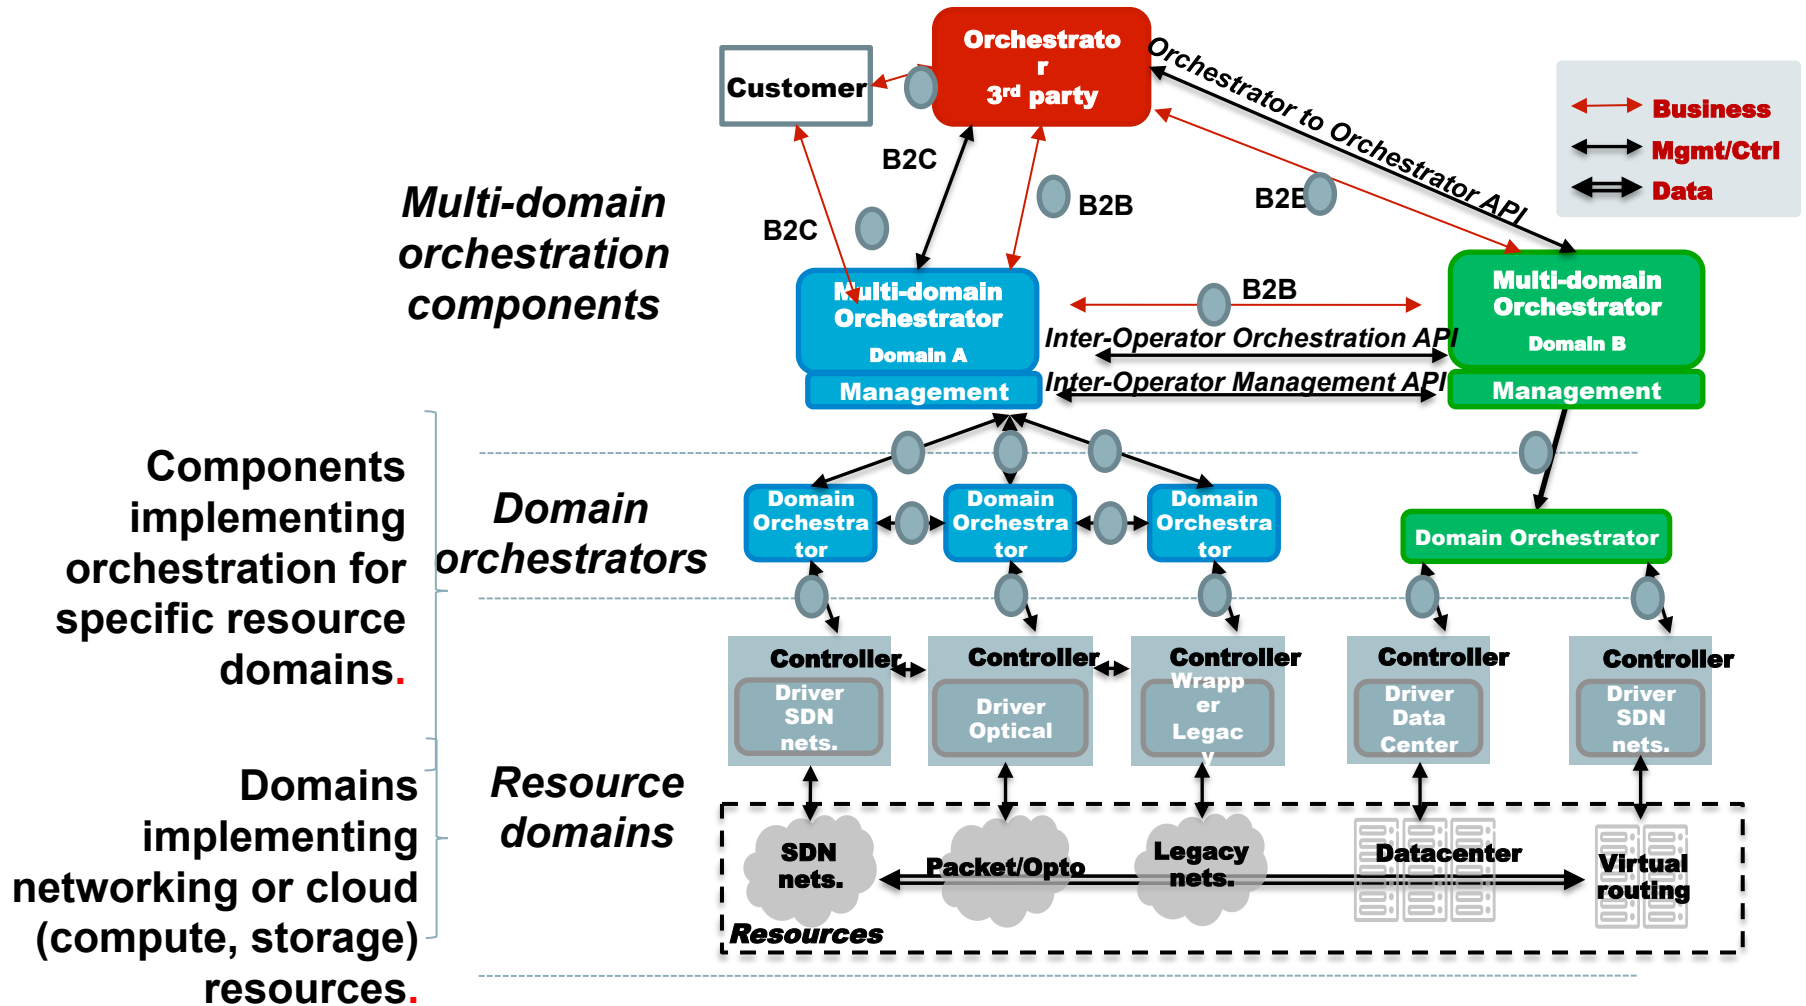 Orchestrato
r
3rd party
Customer
Orchestrator to Orchestrator API
Business
Mgmt/Ctrl
Data
B2C
B2C
B2B
B2B
B2B
Multi-domain
orchestration
components
Multi-domain
Orchestrator
Domain A
Management
Inter-Operator Orchestration API
Inter-Operator Management API
Multi-domain
Orchestrator
Domain B
Management
Components
implementing
orchestration for
specific resource
domains.
Domain
orchestrators
Domain
Orchestra
tor
Domain
Orchestra
tor
Domain
Orchestra
tor
Domain Orchestrator
Controller
Driver
SDN
nets.
Controller
Driver
Optical
Controller
Wrapp
er
Legac
y
Controller
Driver
Data
Center
Controller
Driver
SDN
nets.
Domains
implementing
networking or cloud
(compute, storage)
resources.
Resource
domains
SDN
nets.
Packet/Opto
Legacy
nets.
Datacenter
Virtual
routing
Resources